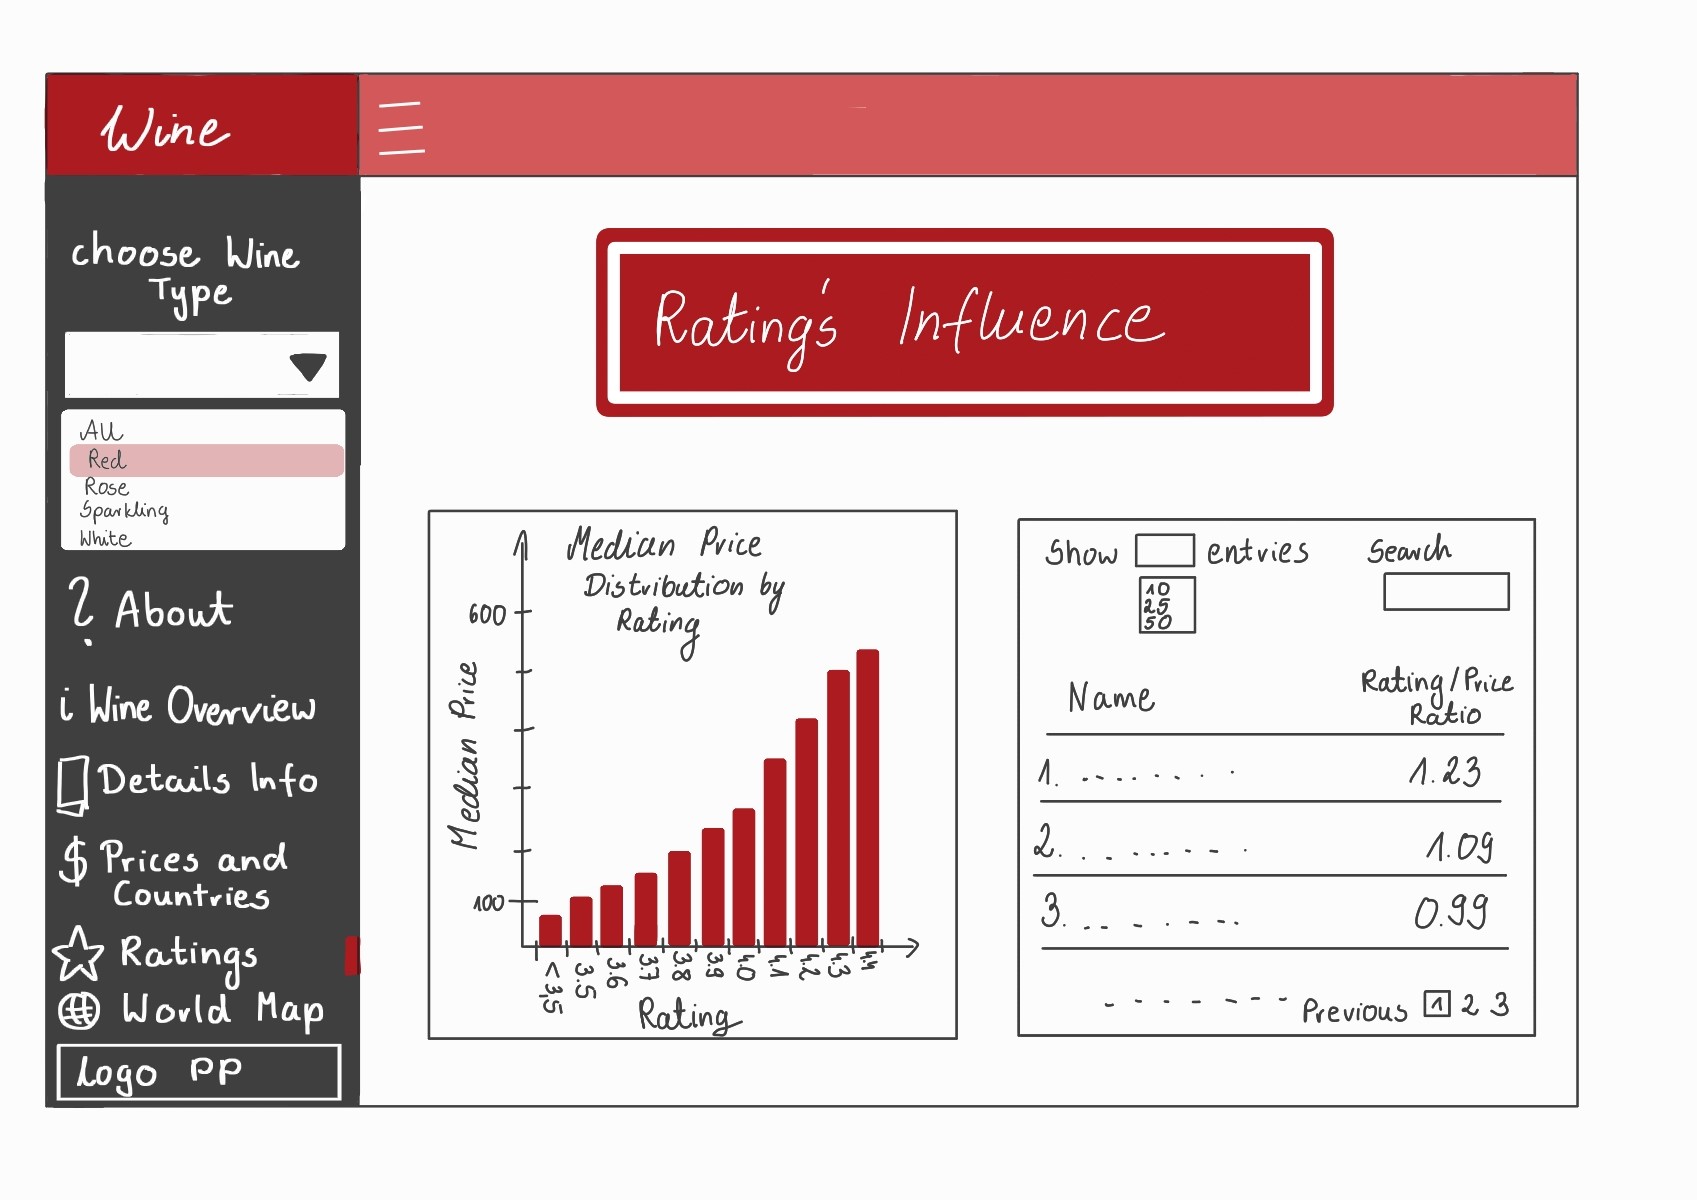 Wine
choose Wine
Type
All
Red
Rose
Sparkling
White
? About
i Wine Overview
Details Info
$ Prices and
Countries
Ratings
World Map
Logo PP
Rating's Influence
Median Price
Distribution by
Rating
Median Price
600
100
<3,5
3.5
3.6
3.7
3.8
3.9
4.0
4.1
4.2
4.3
4.4
Rating
Show entries
10
25
50
Search
Name
Rating/Price
Ratio
1. 1.23
2. 1.09
3. 0.99
Previous 1 2 3